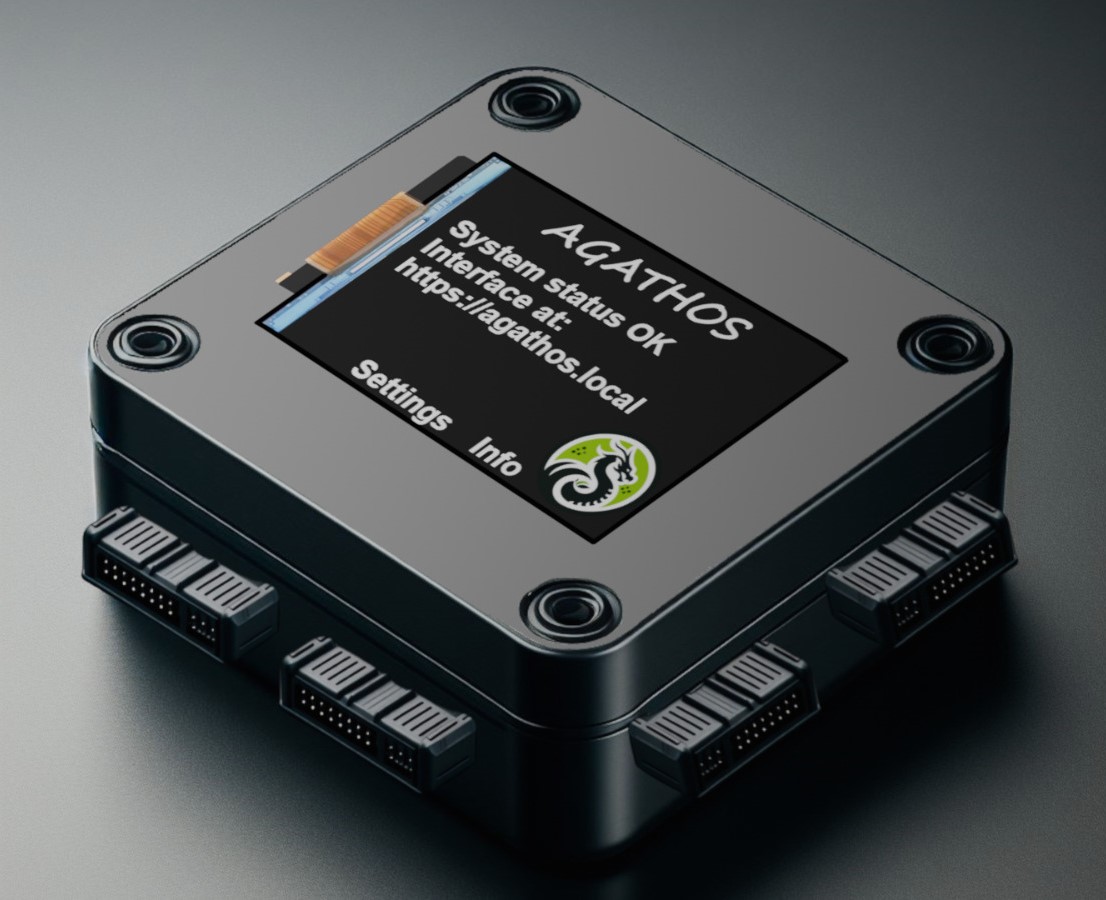 AGATHOS
System status OK
Interface at:
https://agathos.local
Settings Info